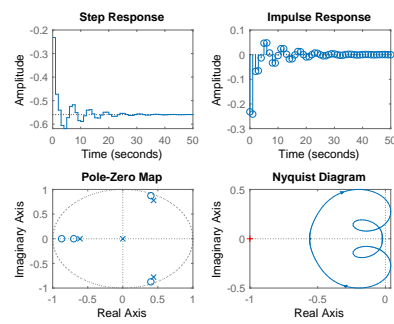 Step Response
-0.2
-0.3
-0.4
-0.5
-0.6
Amplitude
0 10 20 30 40 50
Time (seconds)
Impulse Response
0.1
0
-0.1
-0.3
Amplitude
0 10 20 30 40 50
Time (seconds)
Pole-Zero Map
1
0.5
0
-0.5
-1
Imaginary Axis
-1 -0.5 0 0.5 1
Real Axis
Nyquist Diagram
0.5
0
-0.5
Imaginary Axis
-1 -0.5 0
Real Axis